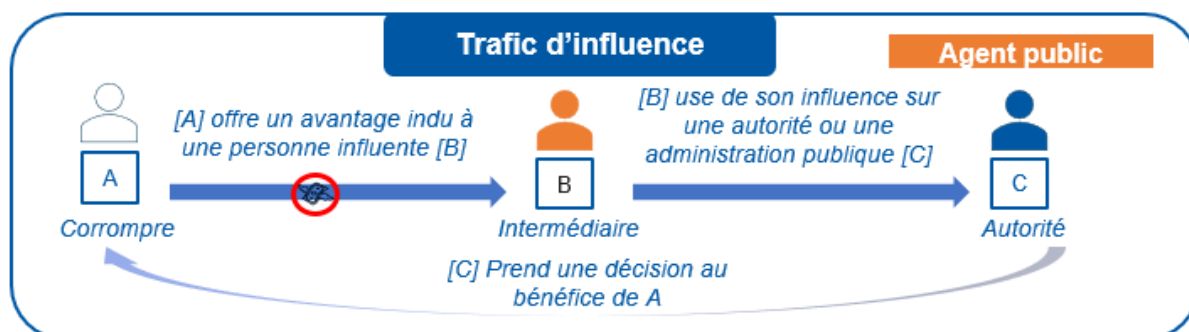 Trafic d’influence
Agent public
[A] offre un avantage indu à
une personne influente [B]
[B] use de son influence sur
une autorité ou une
administration publique [C]
A
B
C
Corrompre
Intermédiaire
Autorité
[C] Prend une décision au
bénéfice de A